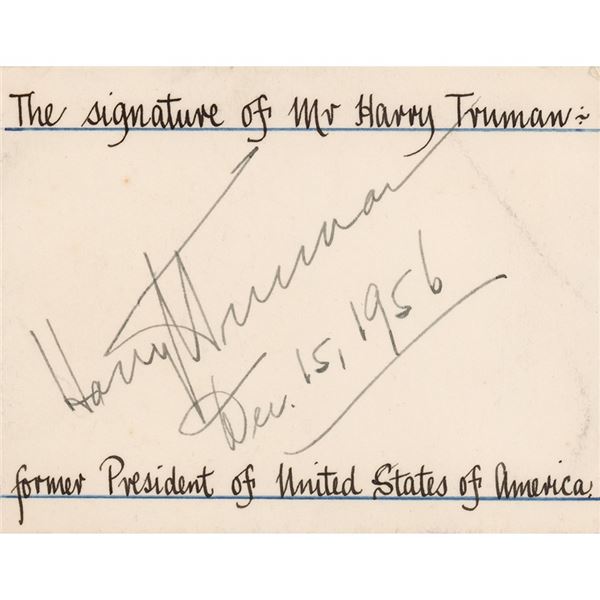 The signature of Mr Harry Truman :-
Harry Truman
Dec. 15, 1956
former President of United States of America.